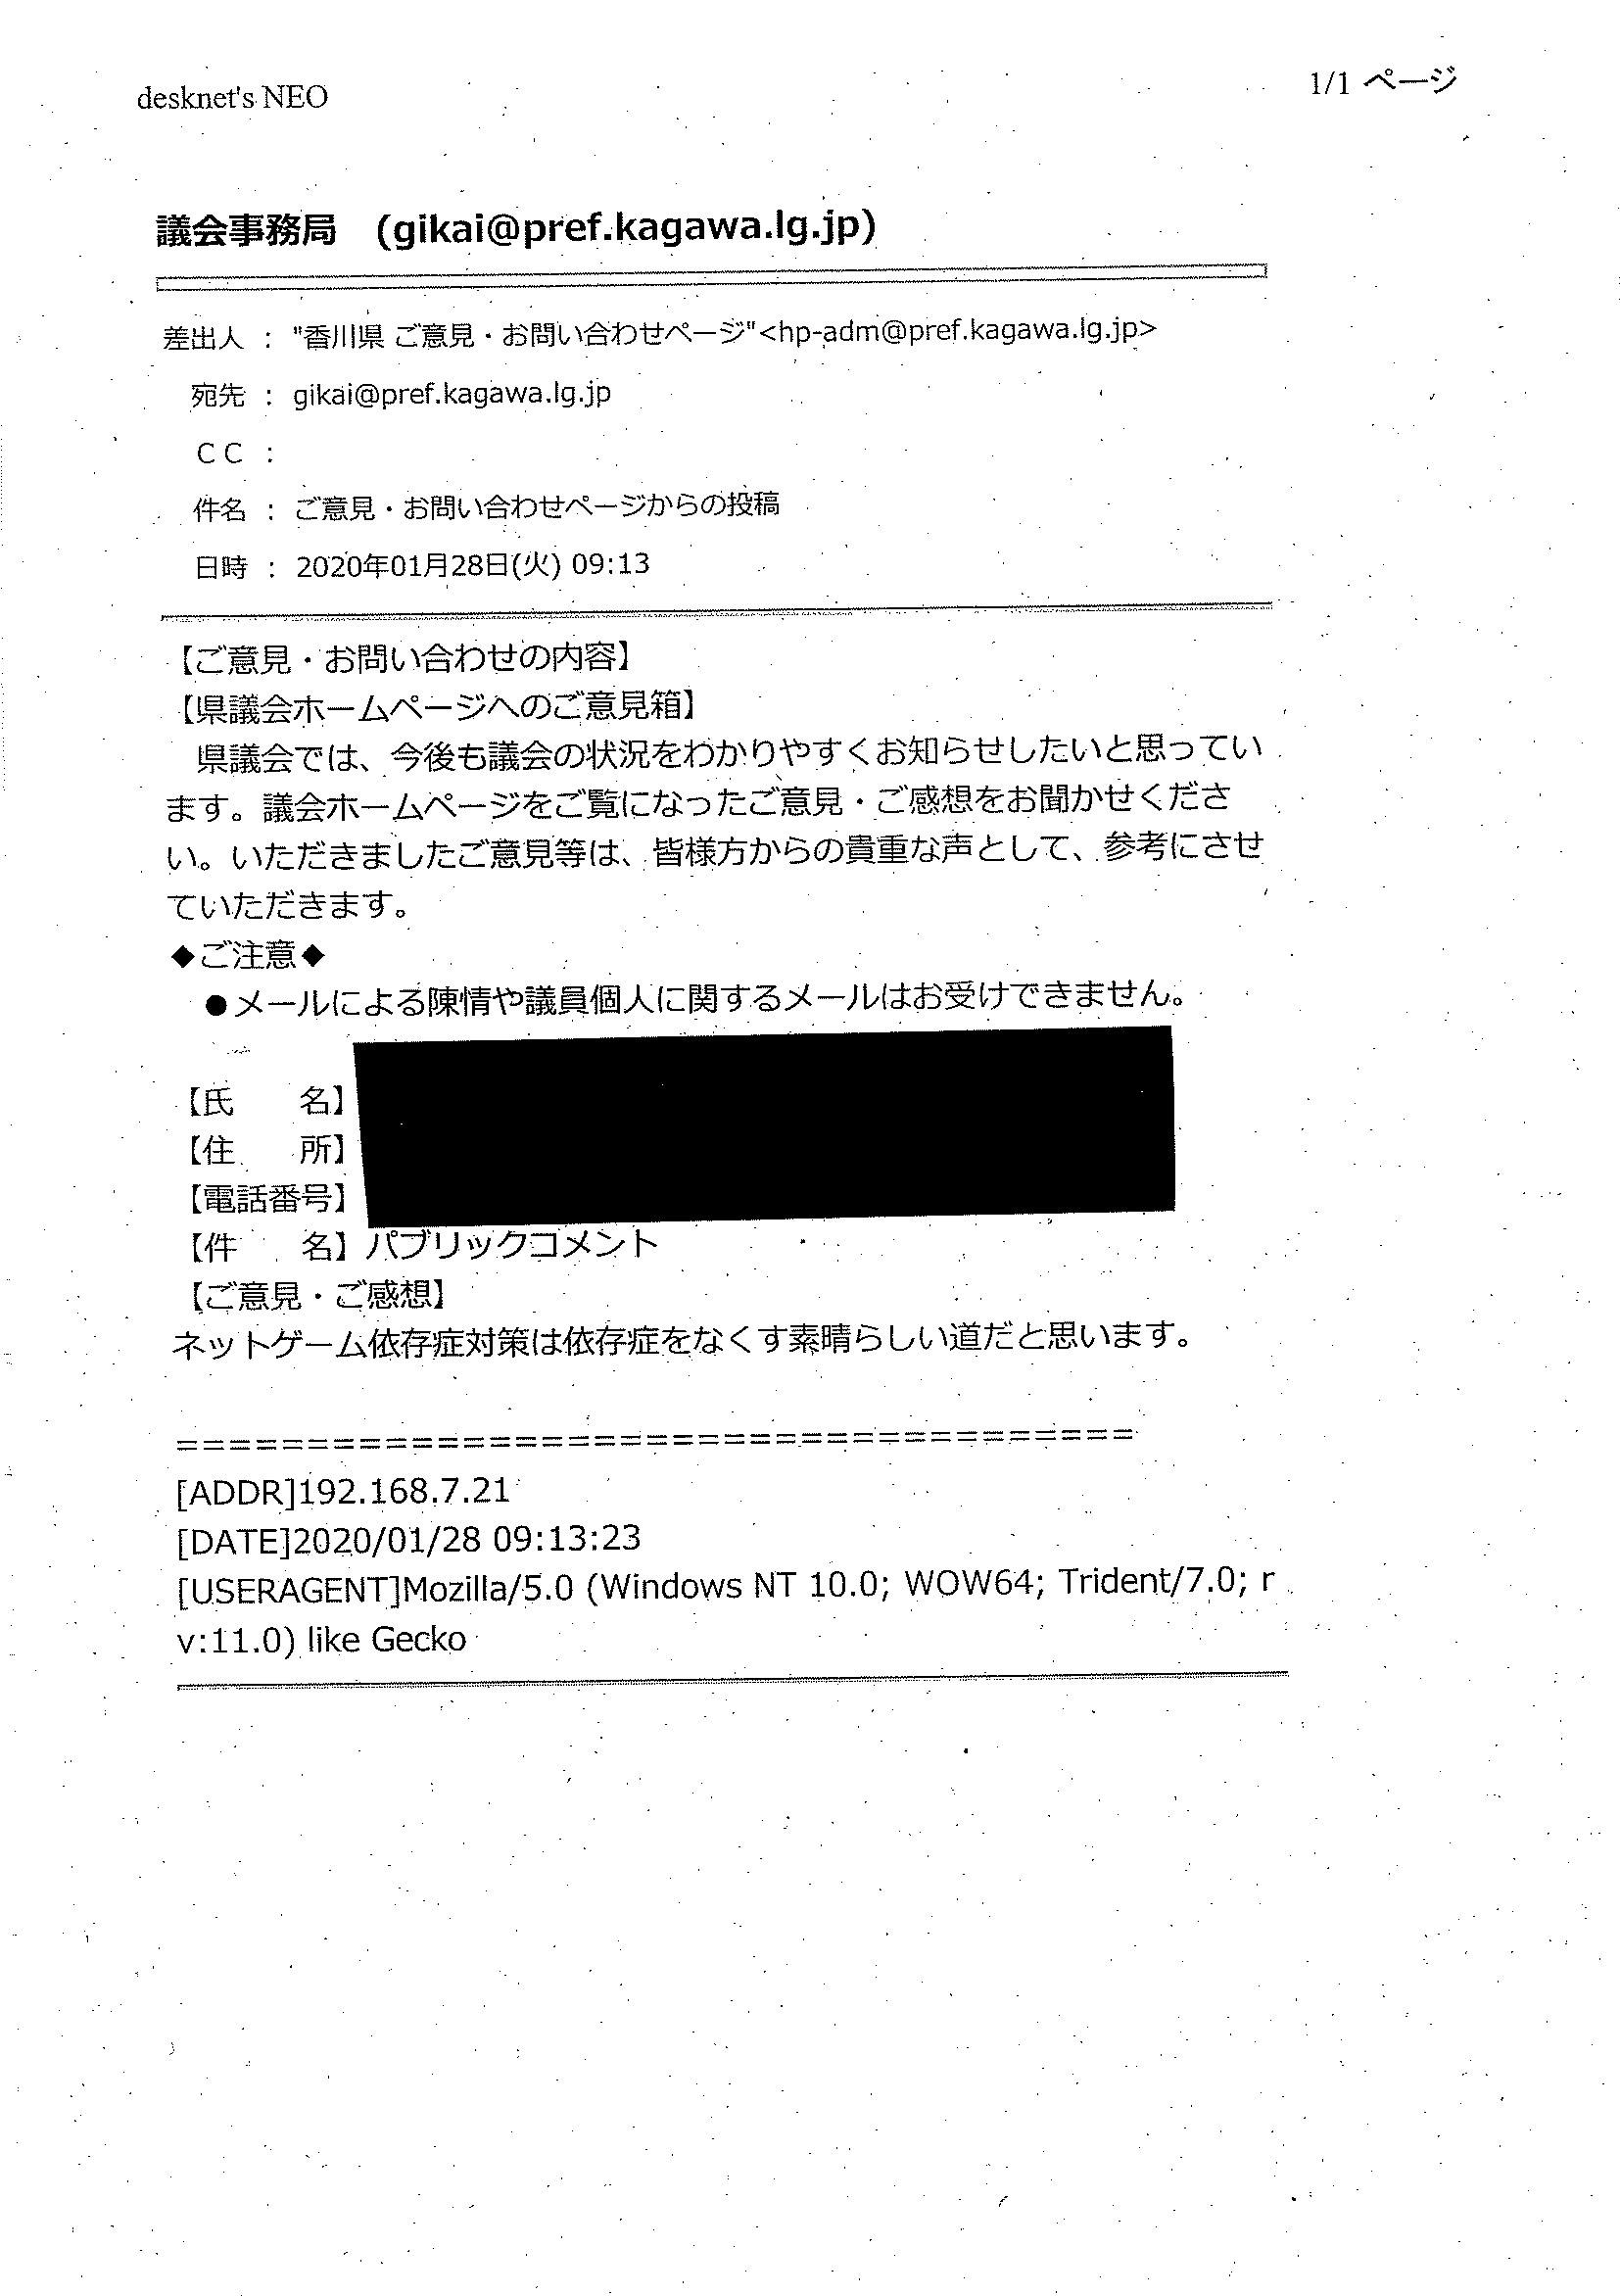 desknet's NEO
1/1 ページ
議会事務局 (gikai@pref.kagawa.lg.jp)
差出人 : "香川県 ご意見・お問い合わせページ"<hp-adm@pref.kagawa.lg.jp>
宛先 : gikai@pref.kagawa.lg.jp
CC :
件名 : ご意見・お問い合わせページからの投稿
日時 : 2020年01月28日(火) 09:13
【ご意見・お問い合わせの内容】
【県議会ホームページへのご意見箱】
県議会では、今後も議会の状況をわかりやすくお知らせしたいと思ってい
ます。議会ホームページをご覧になったご意見・ご感想をお聞かせくださ
い。いただきましたご意見等は、皆様方からの貴重な声として、参考にさせ
ていただきます。
◆ご注意◆
●メールによる陳情や議員個人に関するメールはお受けできません。
【氏　　名】
【住　　所】
【電話番号】
【件　　名】パブリックコメント
【ご意見・ご感想】
ネットゲーム依存症対策は依存症をなくす素晴らしい道だと思います。
=====================================
[ADDR]192.168.7.21
[DATE]2020/01/28 09:13:23
[USERAGENT]Mozilla/5.0 (Windows NT 10.0; WOW64; Trident/7.0; r
v:11.0) like Gecko